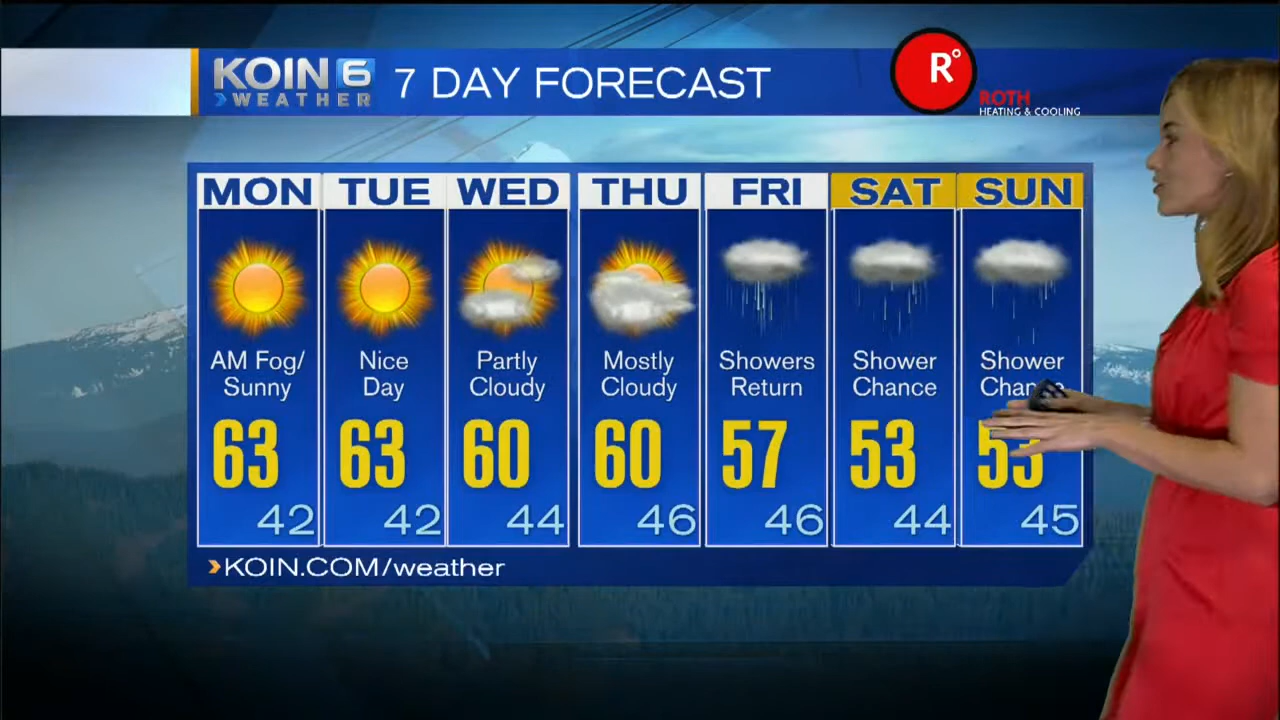 KOIN 6
WEATHER
7 DAY FORECAST
R°
ROTH
HEATING & COOLING
MON TUE WED THU FRI SAT SUN
AM Fog/ Nice Partly Mostly Showers Shower Shower
Sunny Day Cloudy Cloudy Return Chance Chance
63 63 60 60 57 53 53
42 42 44 46 46 44 45
KOIN.COM/weather